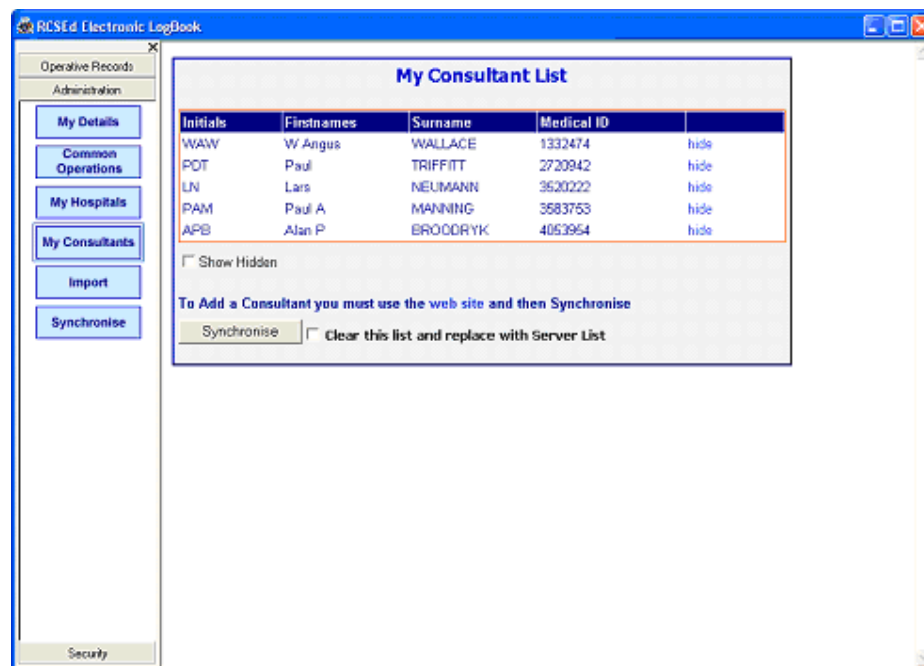 RCSEd Electronic LogBook
Operative Records
Administration
My Details
Common
Operations
My Hospitals
My Consultants
Import
Synchronise
Security
My Consultant List
Initials Firstnames Surname Medical ID
WAW W Angus WALLACE 1332474 hide
PDT Paul TRIFFITT 2720942 hide
LN Lars NEUMANN 3520222 hide
PAM Paul A MANNING 3583753 hide
APB Alan P BROODRYK 4053954 hide
Show Hidden
To Add a Consultant you must use the web site and then Synchronise
Synchronise Clear this list and replace with Server List